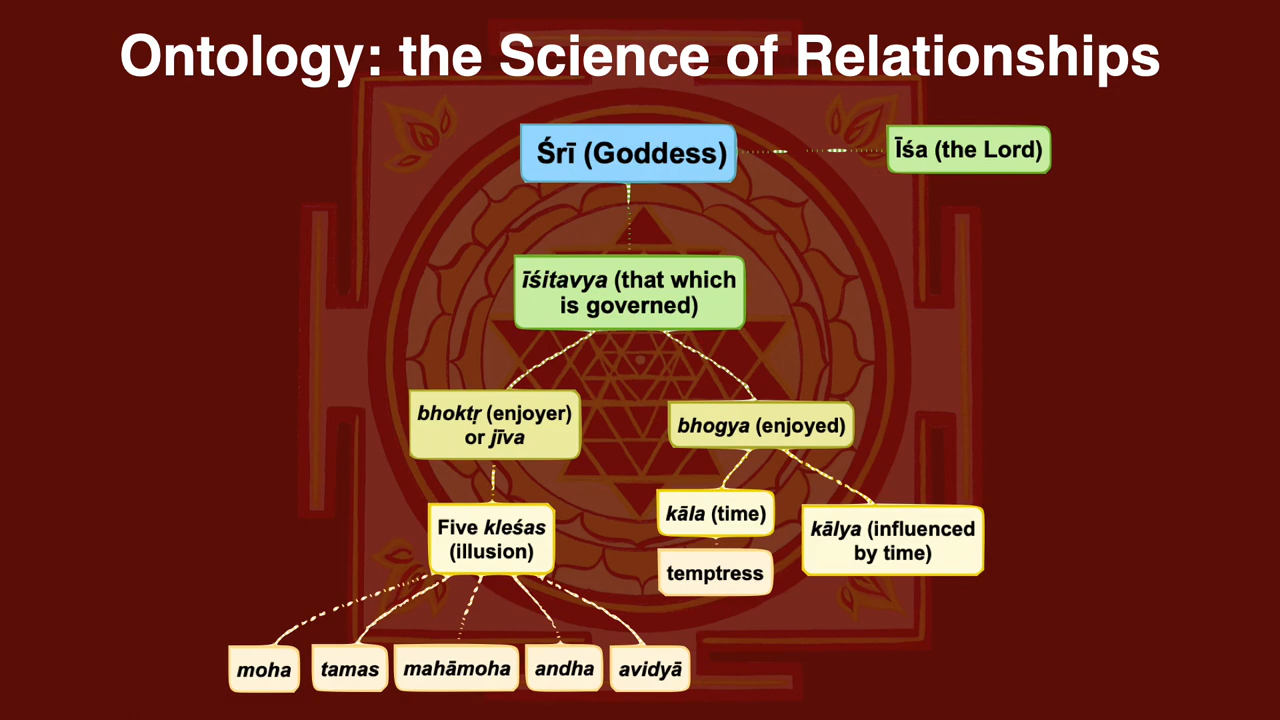 Ontology: the Science of Relationships
Śrī (Goddess)
Īśa (the Lord)
īśitavya (that which
is governed)
bhoktṛ (enjoyer)
or jīva
bhogya (enjoyed)
Five kleśas
(illusion)
kāla (time)
kālya (influenced
by time)
temptress
moha
tamas
mahāmoha
andha
avidyā